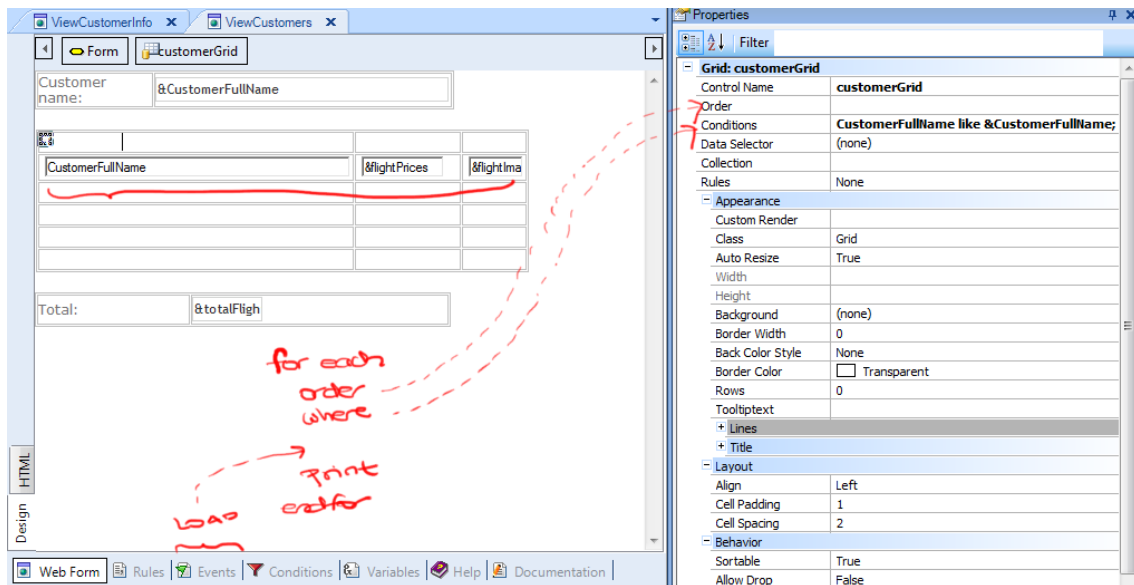 ViewCustomerInfo X ViewCustomers X
Form customerGrid
Customer name: &CustomerFullName
CustomerFullName &flightPrices &flightIma
Total: &totalFligh
for each
order
where
Print
endfor
LOAD
HTML
Design
Web Form Rules Events Conditions Variables Help Documentation
Properties
Filter
Grid: customerGrid
Control Name customerGrid
Order
Conditions CustomerFullName like &CustomerFullName;
Data Selector (none)
Collection
Rules None
Appearance
Custom Render
Class Grid
Auto Resize True
Width
Height
Background (none)
Border Width 0
Back Color Style None
Border Color Transparent
Rows 0
Tooltiptext
Lines
Title
Layout
Align Left
Cell Padding 1
Cell Spacing 2
Behavior
Sortable True
Allow Drop False